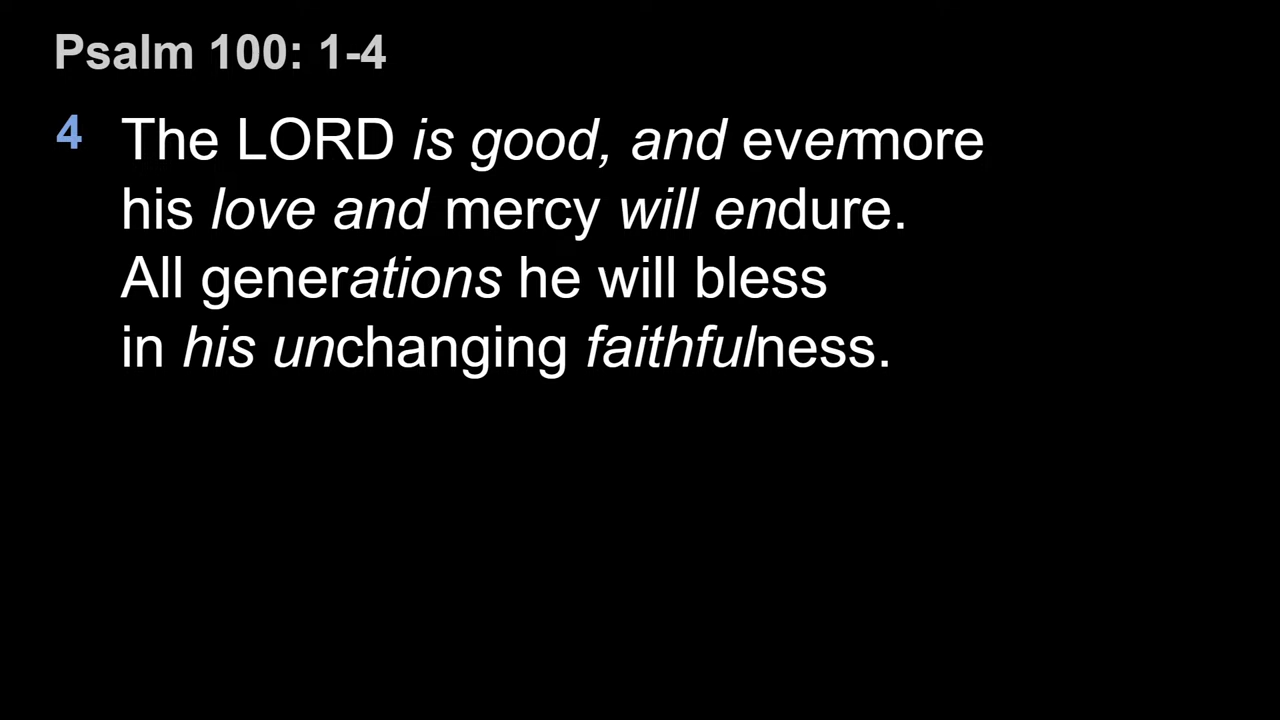 Psalm 100: 1-4
4 The LORD is good, and evermore
his love and mercy will endure.
All generations he will bless
in his unchanging faithfulness.